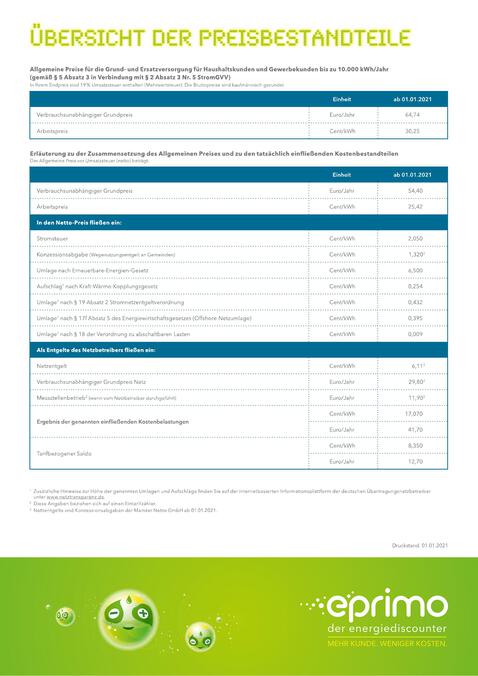 ÜBERSICHT DER PREISBESTANDTEILE
Allgemeine Preise für die Grund- und Ersatzversorgung für Haushaltskunden und Gewerbekunden bis zu 10.000 kWh/Jahr
(gemäß § 5 Absatz 3 in Verbindung mit § 2 Absatz 3 Nr. 5 StromGVV)
In Ihrem Endpreis sind 19% Umsatzsteuer enthalten (Mehrwertsteuer). Die Bruttopreise sind kaufmännisch gerundet.
Einheit ab 01.01.2021
Verbrauchsunabhängiger Grundpreis Euro/Jahr 64,74
Arbeitspreis Cent/kWh 30,25
Erläuterung zu der Zusammensetzung des Allgemeinen Preises und zu den tatsächlich einfließenden Kostenbestandteilen
Der Allgemeine Preis vor Umsatzsteuer (netto) beträgt:
Einheit ab 01.01.2021
Verbrauchsunabhängiger Grundpreis Euro/Jahr 54,40
Arbeitspreis Cent/kWh 25,42
In den Netto-Preis fließen ein:
Stromsteuer Cent/kWh 2,050
Konzessionsabgabe (Wegenutzungsentgelt an Gemeinden) Cent/kWh 1,320³
Umlage nach Erneuerbare-Energien-Gesetz Cent/kWh 6,500
Aufschlag¹ nach Kraft-Wärme-Kopplungsgesetz Cent/kWh 0,254
Umlage¹ nach § 19 Absatz 2 Stromnetzentgeltverordnung Cent/kWh 0,432
Umlage¹ nach § 17f Absatz 5 des Energiewirtschaftsgesetzes (Offshore-Netzumlage) Cent/kWh 0,395
Umlage¹ nach § 18 der Verordnung zu abschaltbaren Lasten Cent/kWh 0,009
Als Entgelte des Netzbetreibers fließen ein:
Netzentgelt Cent/kWh 6,11³
Verbrauchsunabhängiger Grundpreis Netz Euro/Jahr 29,80³
Messstellenbetrieb² (wenn vom Netzbetreiber durchgeführt) Euro/Jahr 11,90³
Ergebnis der genannten einfließenden Kostenbelastungen Cent/kWh 17,070
Euro/Jahr 41,70
Tarifbezogener Saldo Cent/kWh 8,350
Euro/Jahr 12,70
¹ Zusätzliche Hinweise zur Höhe der genannten Umlagen und Aufschläge finden Sie auf der internetbasierten Informationsplattform der deutschen Übertragungsnetzbetreiber
unter www.netztransparenz.de.
² Diese Angaben beziehen sich auf einen Eintarifzähler.
³ Netzentgelte und Konzessionsabgaben der Mainzer Netze GmbH ab 01.01.2021.
Druckstand: 01.01.2021
eprimo
der energiediscounter
MEHR KUNDE. WENIGER KOSTEN.